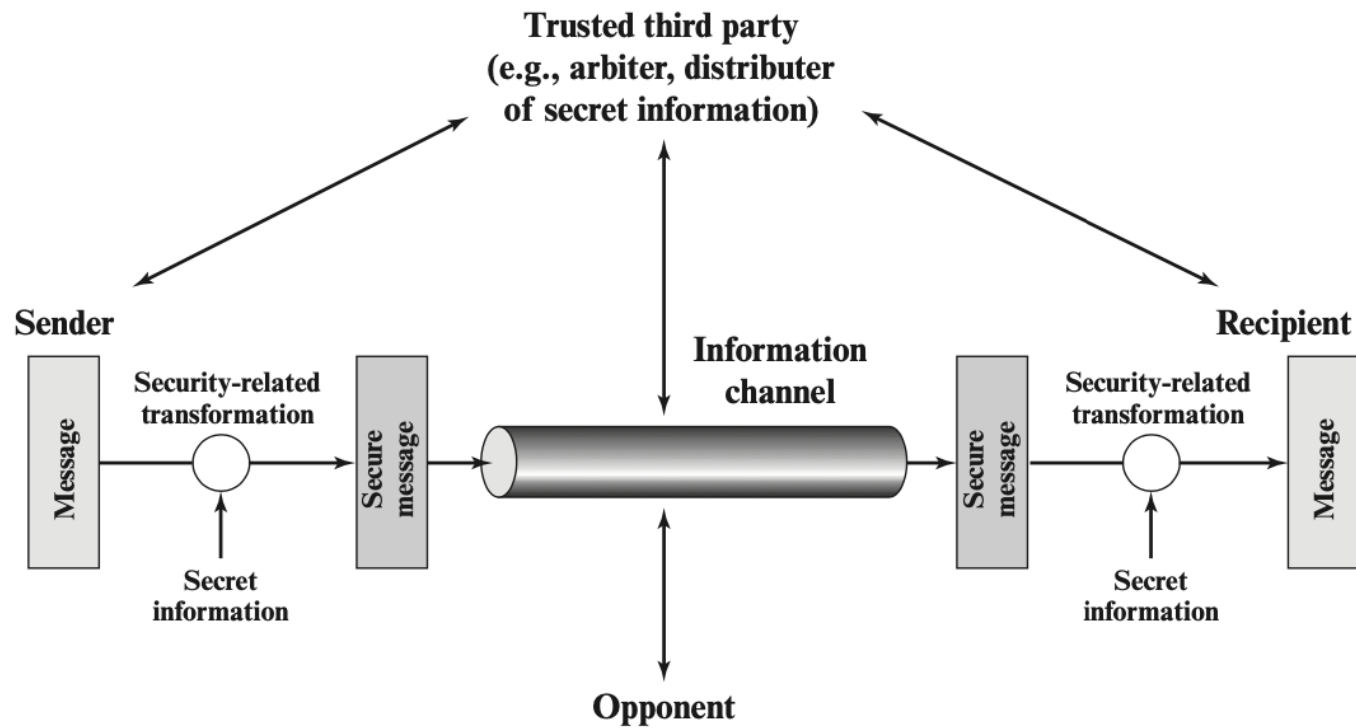 Trusted third party
(e.g., arbiter, distributer
of secret information)
Sender
Recipient
Information
channel
Security-related
transformation
Security-related
transformation
Message
Secure
message
Secure
message
Message
Secret
information
Secret
information
Opponent